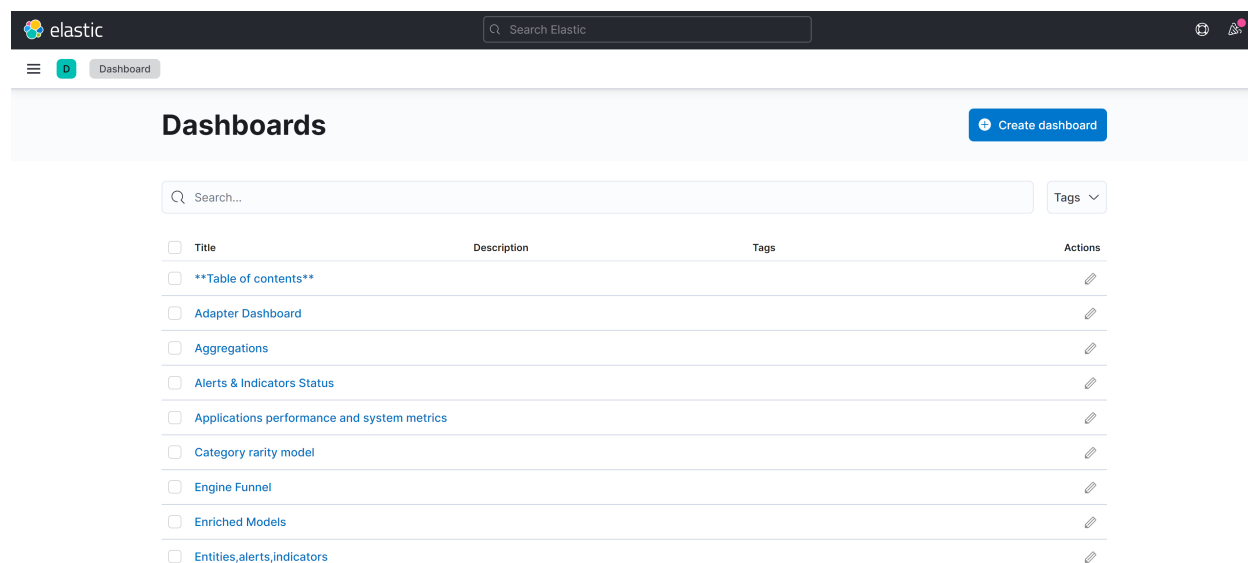 elastic
Search Elastic
D
Dashboard
Dashboards
Create dashboard
Search...
Tags
Title Description Tags Actions
**Table of contents**
Adapter Dashboard
Aggregations
Alerts & Indicators Status
Applications performance and system metrics
Category rarity model
Engine Funnel
Enriched Models
Entities,alerts,indicators